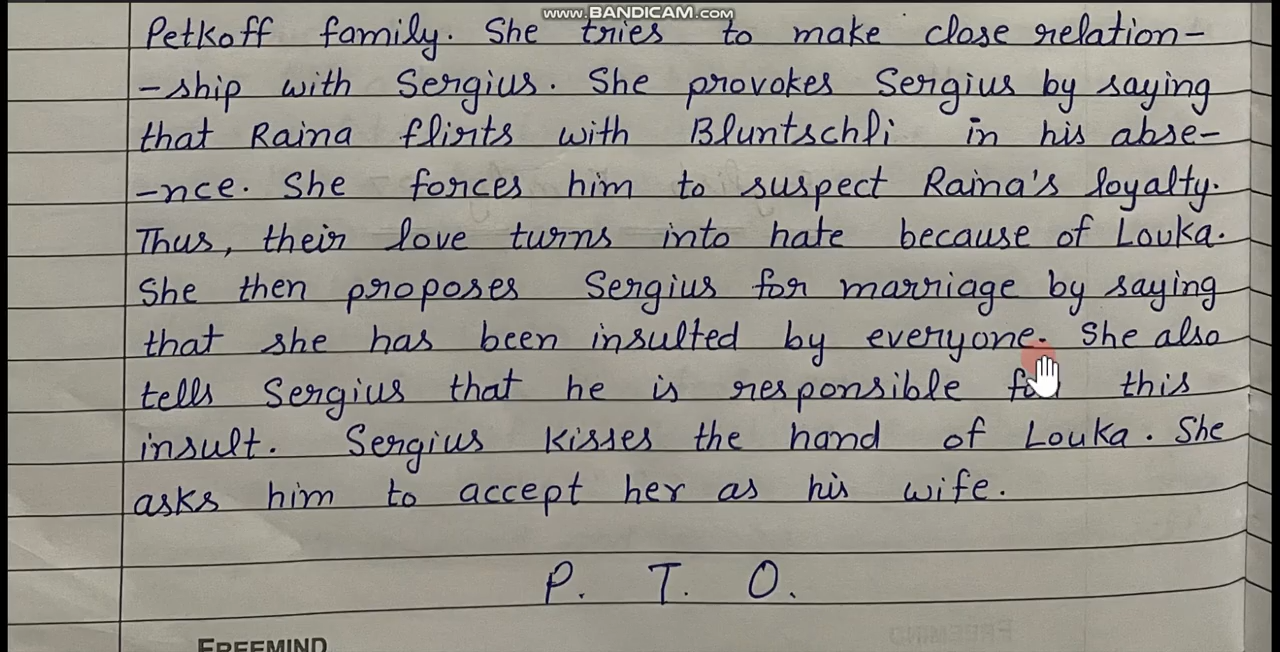 www.BANDICAM.com
Petkoff family. She tries to make close relation-
-ship with Sergius. She provokes Sergius by saying
that Raina flirts with Bluntschli in his abse-
-nce. She forces him to suspect Raina's loyalty.
Thus, their love turns into hate because of Louka.
She then proposes Sergius for marriage by saying
that she has been insulted by everyone. She also
tells Sergius that he is responsible for this
insult. Sergius kisses the hand of Louka. She
asks him to accept her as his wife.
P. T. O.
FREEMIND